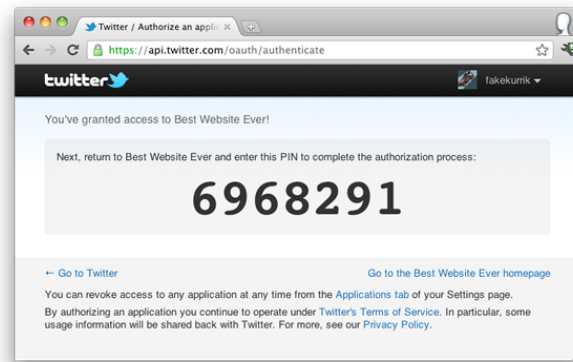 Twitter / Authorize an applic
https://api.twitter.com/oauth/authenticate
twitter
fakekurrik
You've granted access to Best Website Ever!
Next, return to Best Website Ever and enter this PIN to complete the authorization process:
6968291
← Go to Twitter
Go to the Best Website Ever homepage
You can revoke access to any application at any time from the Applications tab of your Settings page.
By authorizing an application you continue to operate under Twitter's Terms of Service. In particular, some
usage information will be shared back with Twitter. For more, see our Privacy Policy.